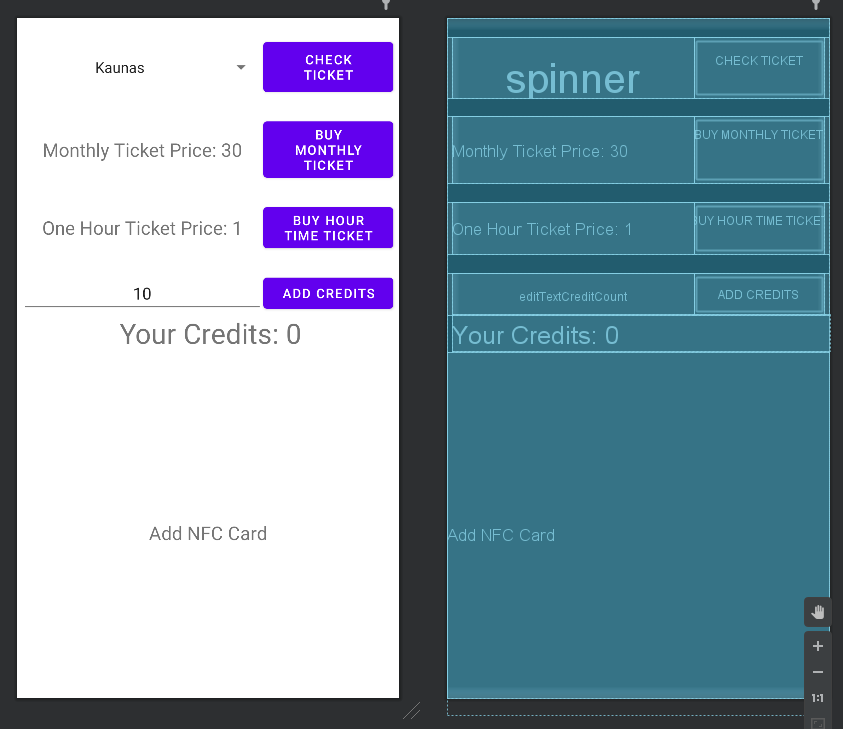 Kaunas
CHECK
TICKET
Monthly Ticket Price: 30
BUY
MONTHLY
TICKET
One Hour Ticket Price: 1
BUY HOUR
TIME TICKET
10
ADD CREDITS
Your Credits: 0
Add NFC Card
spinner
CHECK TICKET
Monthly Ticket Price: 30
BUY MONTHLY TICKET
One Hour Ticket Price: 1
BUY HOUR TIME TICKET
editTextCreditCount
ADD CREDITS
Your Credits: 0
Add NFC Card
1:1